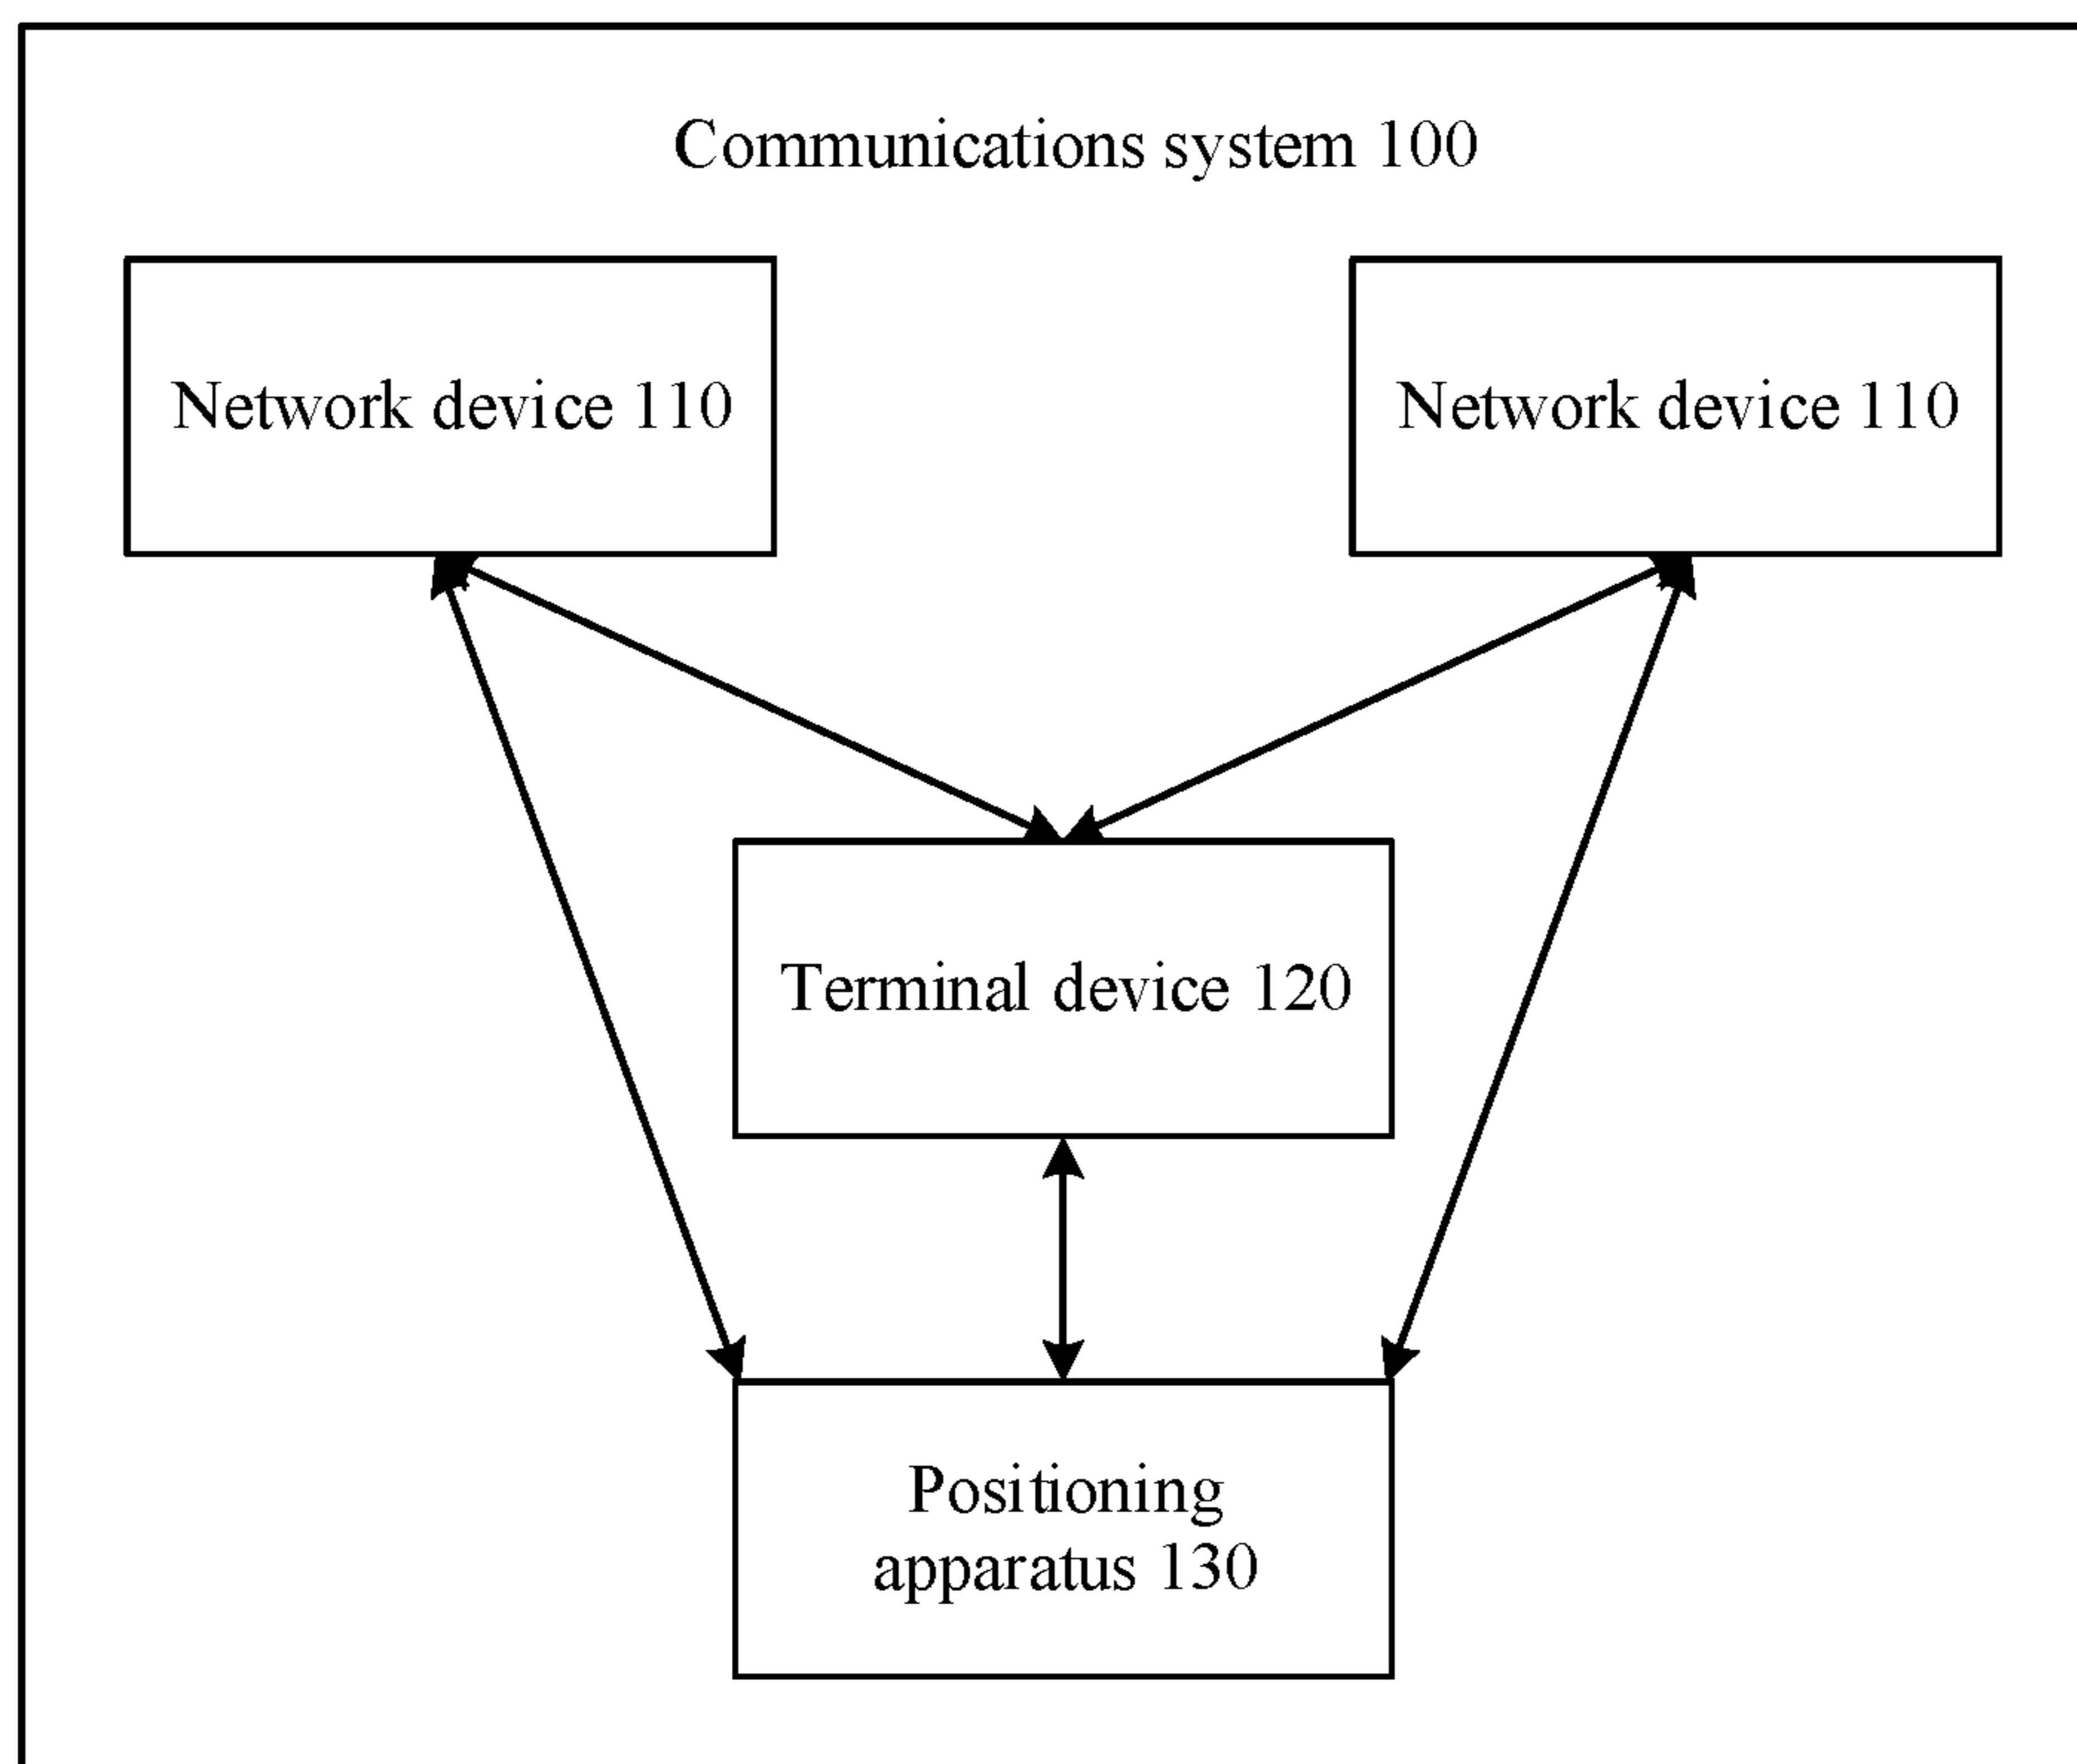 Communications system 100
Network device 110
Network device 110
Terminal device 120
Positioning
apparatus 130